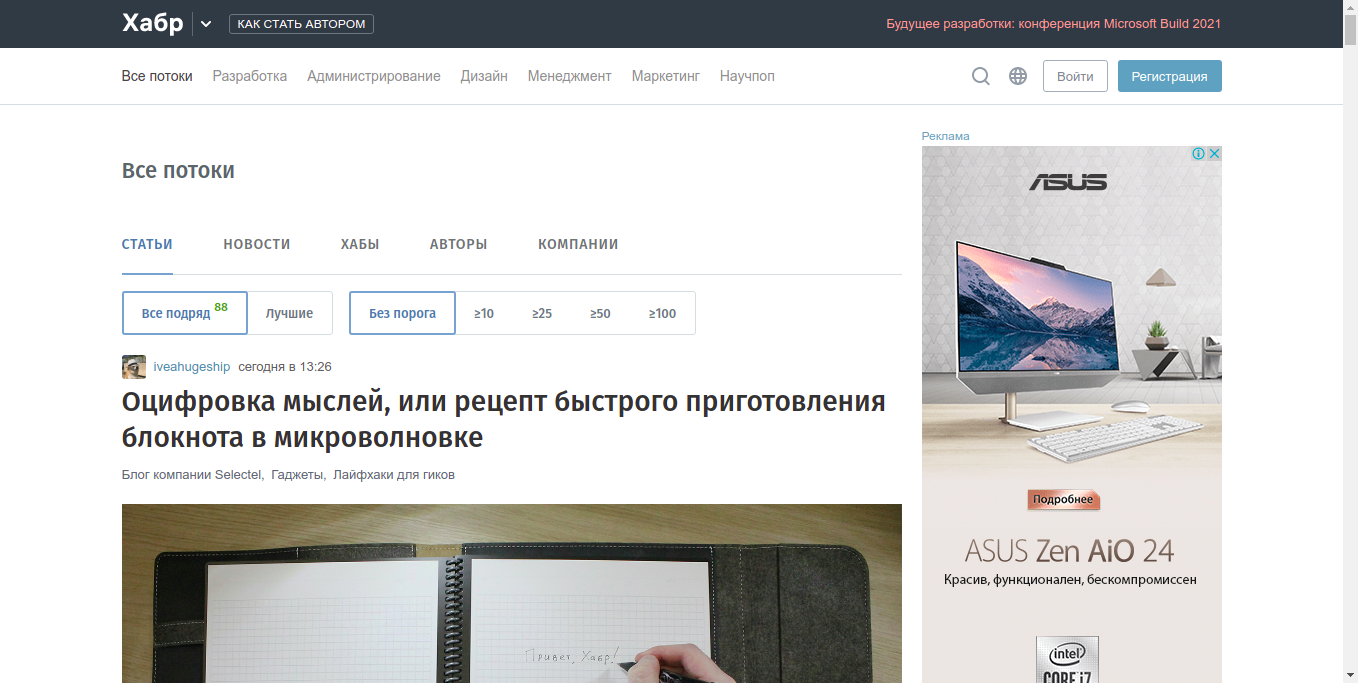 Хабр
КАК СТАТЬ АВТОРОМ
Будущее разработки: конференция Microsoft Build 2021
Все потоки Разработка Администрирование Дизайн Менеджмент Маркетинг Научпоп
Войти Регистрация
Реклама
Все потоки
СТАТЬИ НОВОСТИ ХАБЫ АВТОРЫ КОМПАНИИ
Все подряд 88 Лучшие Без порога ≥10 ≥25 ≥50 ≥100
iveahugeship сегодня в 13:26
Оцифровка мыслей, или рецепт быстрого приготовления
блокнота в микроволновке
Блог компании Selectel, Гаджеты, Лайфхаки для гиков
Привет, Хабр!
ASUS
Подробнее
ASUS Zen AiO 24
Красив, функционален, бескомпромиссен
intel
CORE i7